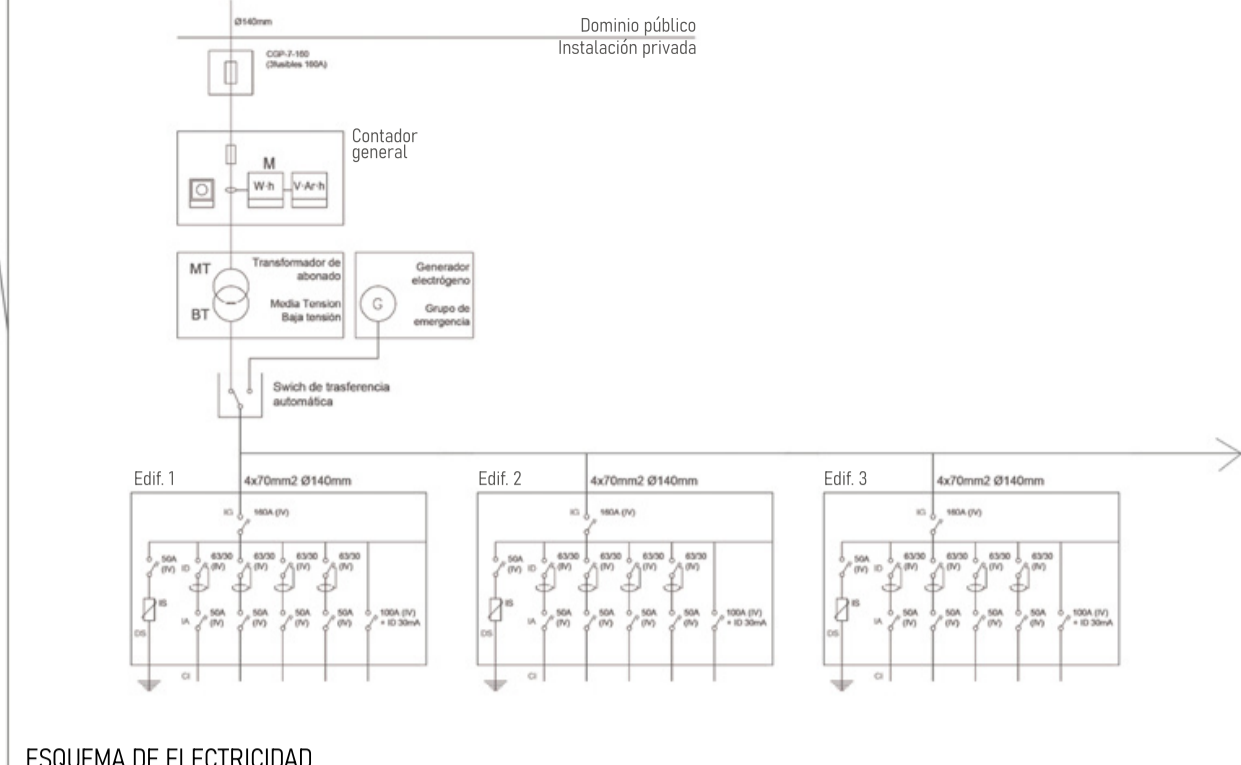 Ø140mm
Dominio público
Instalación privada
CGP-7-160
(3fusibles 160A)
Contador
general
M
W·h
V·Ar·h
MT
BT
Transformador de
abonado
Media Tension
Baja tensión
G
Generador
electrógeno
Grupo de
emergencia
Swich de trasferencia
automática
Edif. 1
4x70mm2 Ø140mm
IG
160A (IV)
50A
(IV)
ID
63/30
(IV)
63/30
(IV)
63/30
(IV)
63/30
(IV)
IS
DS
IA
50A
(IV)
50A
(IV)
50A
(IV)
50A
(IV)
100A (IV)
+ ID 30mA
CI
Edif. 2
4x70mm2 Ø140mm
IG
160A (IV)
50A
(IV)
ID
63/30
(IV)
63/30
(IV)
63/30
(IV)
63/30
(IV)
IS
DS
IA
50A
(IV)
50A
(IV)
50A
(IV)
50A
(IV)
100A (IV)
+ ID 30mA
CI
Edif. 3
4x70mm2 Ø140mm
IG
160A (IV)
50A
(IV)
ID
63/30
(IV)
63/30
(IV)
63/30
(IV)
63/30
(IV)
IS
DS
IA
50A
(IV)
50A
(IV)
50A
(IV)
50A
(IV)
100A (IV)
+ ID 30mA
CI
ESQUEMA DE ELECTRICIDAD